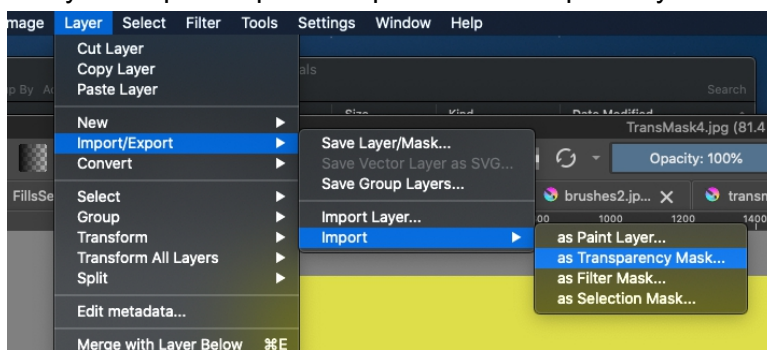 mage Layer Select Filter Tools Settings Window Help
Cut Layer
Copy Layer
Paste Layer
als
Search
New
Size Kind Date Modified
Import/Export
TransMask4.jpg (81.4
Convert
Save Layer/Mask...
Save Vector Layer as SVG...
Save Group Layers...
Opacity: 100%
FillsSe
Select
Group
Transform
Transform All Layers
Split
Import Layer...
Import
brushes2.jp...
transn
00 1000 1200 1400
as Paint Layer...
as Transparency Mask...
as Filter Mask...
as Selection Mask...
Edit metadata...
Merge with Layer Below ⌘E